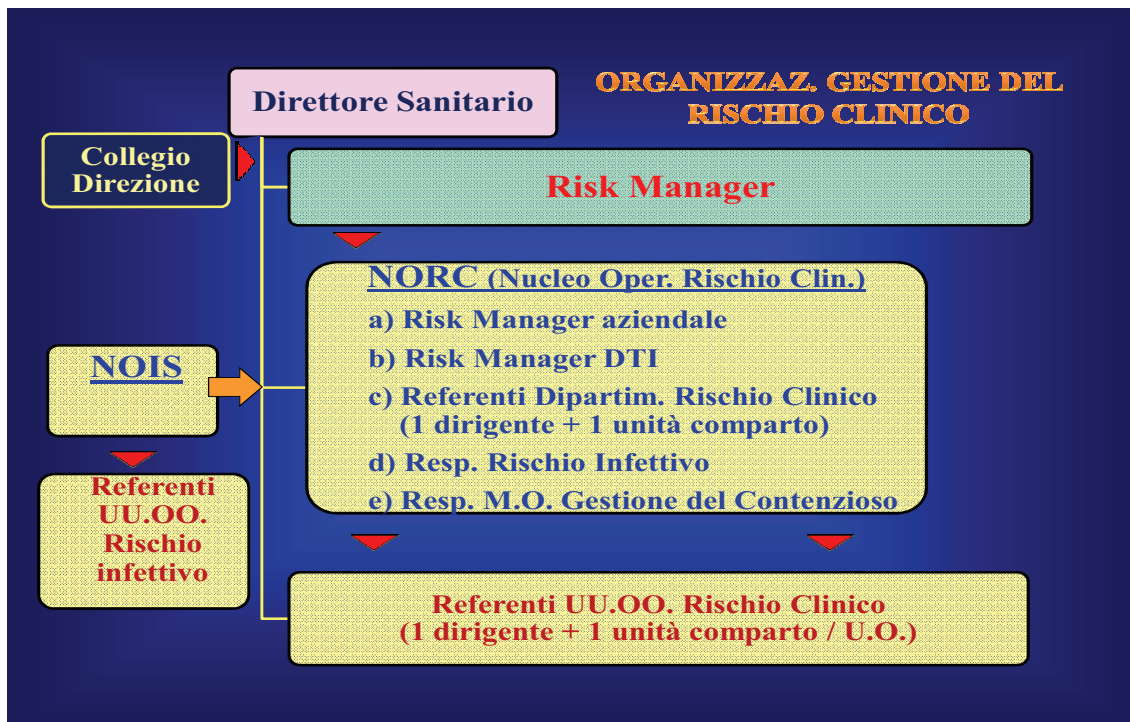 Direttore Sanitario
ORGANIZZAZ. GESTIONE DEL
RISCHIO CLINICO
Collegio
Direzione
Risk Manager
NORC (Nucleo Oper. Rischio Clin.)
a) Risk Manager aziendale
b) Risk Manager DTI
c) Referenti Dipartim. Rischio Clinico
(1 dirigente + 1 unità comparto)
d) Resp. Rischio Infettivo
e) Resp. M.O. Gestione del Contenzioso
NOIS
Referenti
UU.OO.
Rischio
infettivo
Referenti UU.OO. Rischio Clinico
(1 dirigente + 1 unità comparto / U.O.)